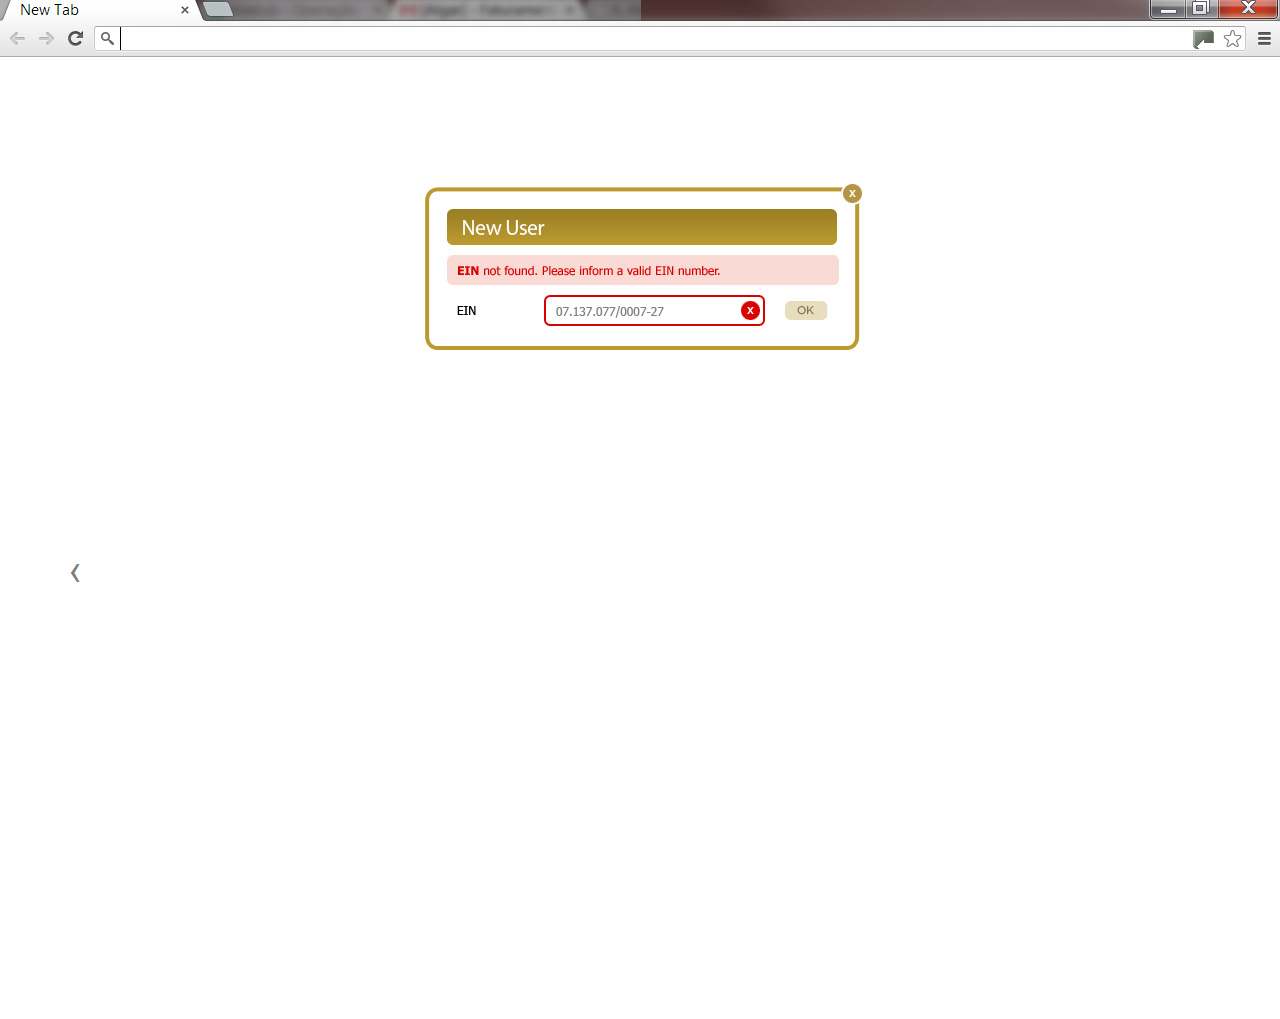 New Tab
New User
EIN not found. Please inform a valid EIN number.
EIN
07.137.077/0007-27
OK